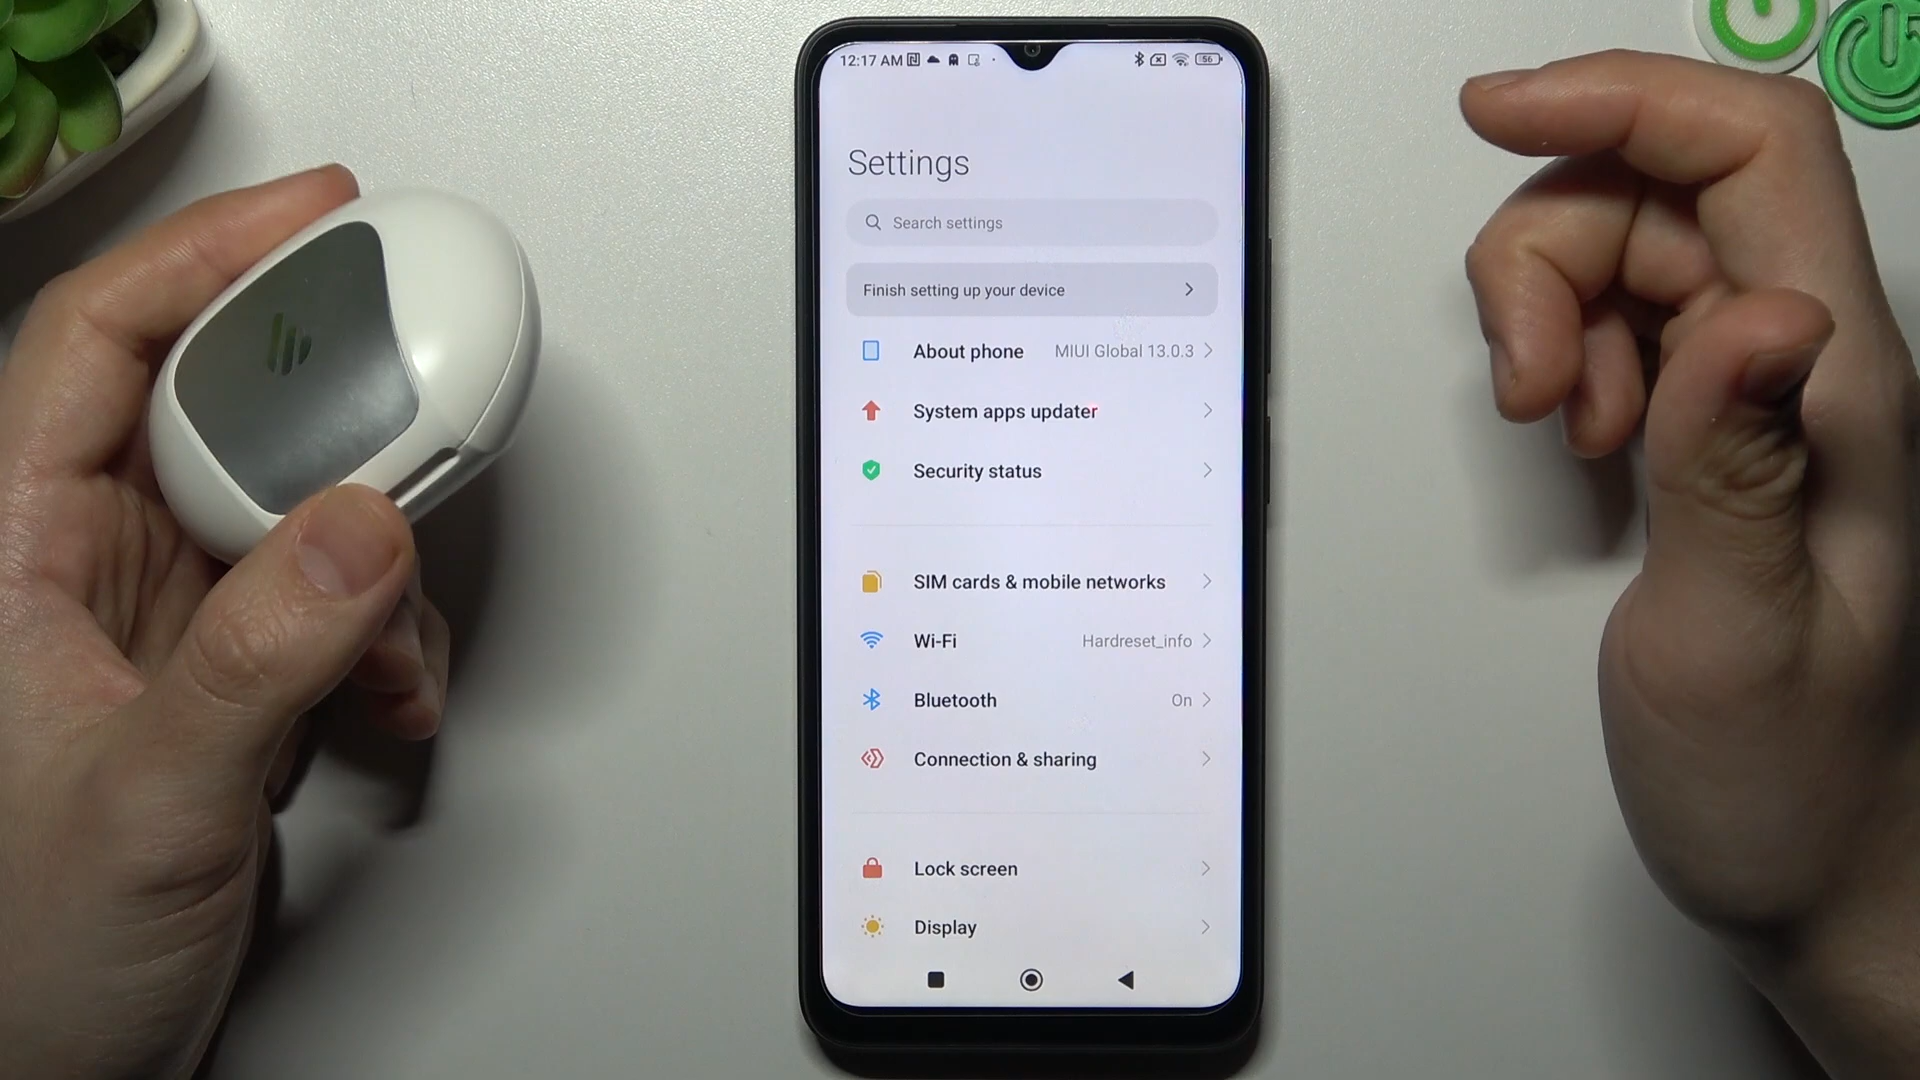 12:17 AM
56
Settings
Search settings
Finish setting up your device
About phone MIUI Global 13.0.3
System apps updater
Security status
SIM cards & mobile networks
Wi-Fi Hardreset_info
Bluetooth On
Connection & sharing
Lock screen
Display